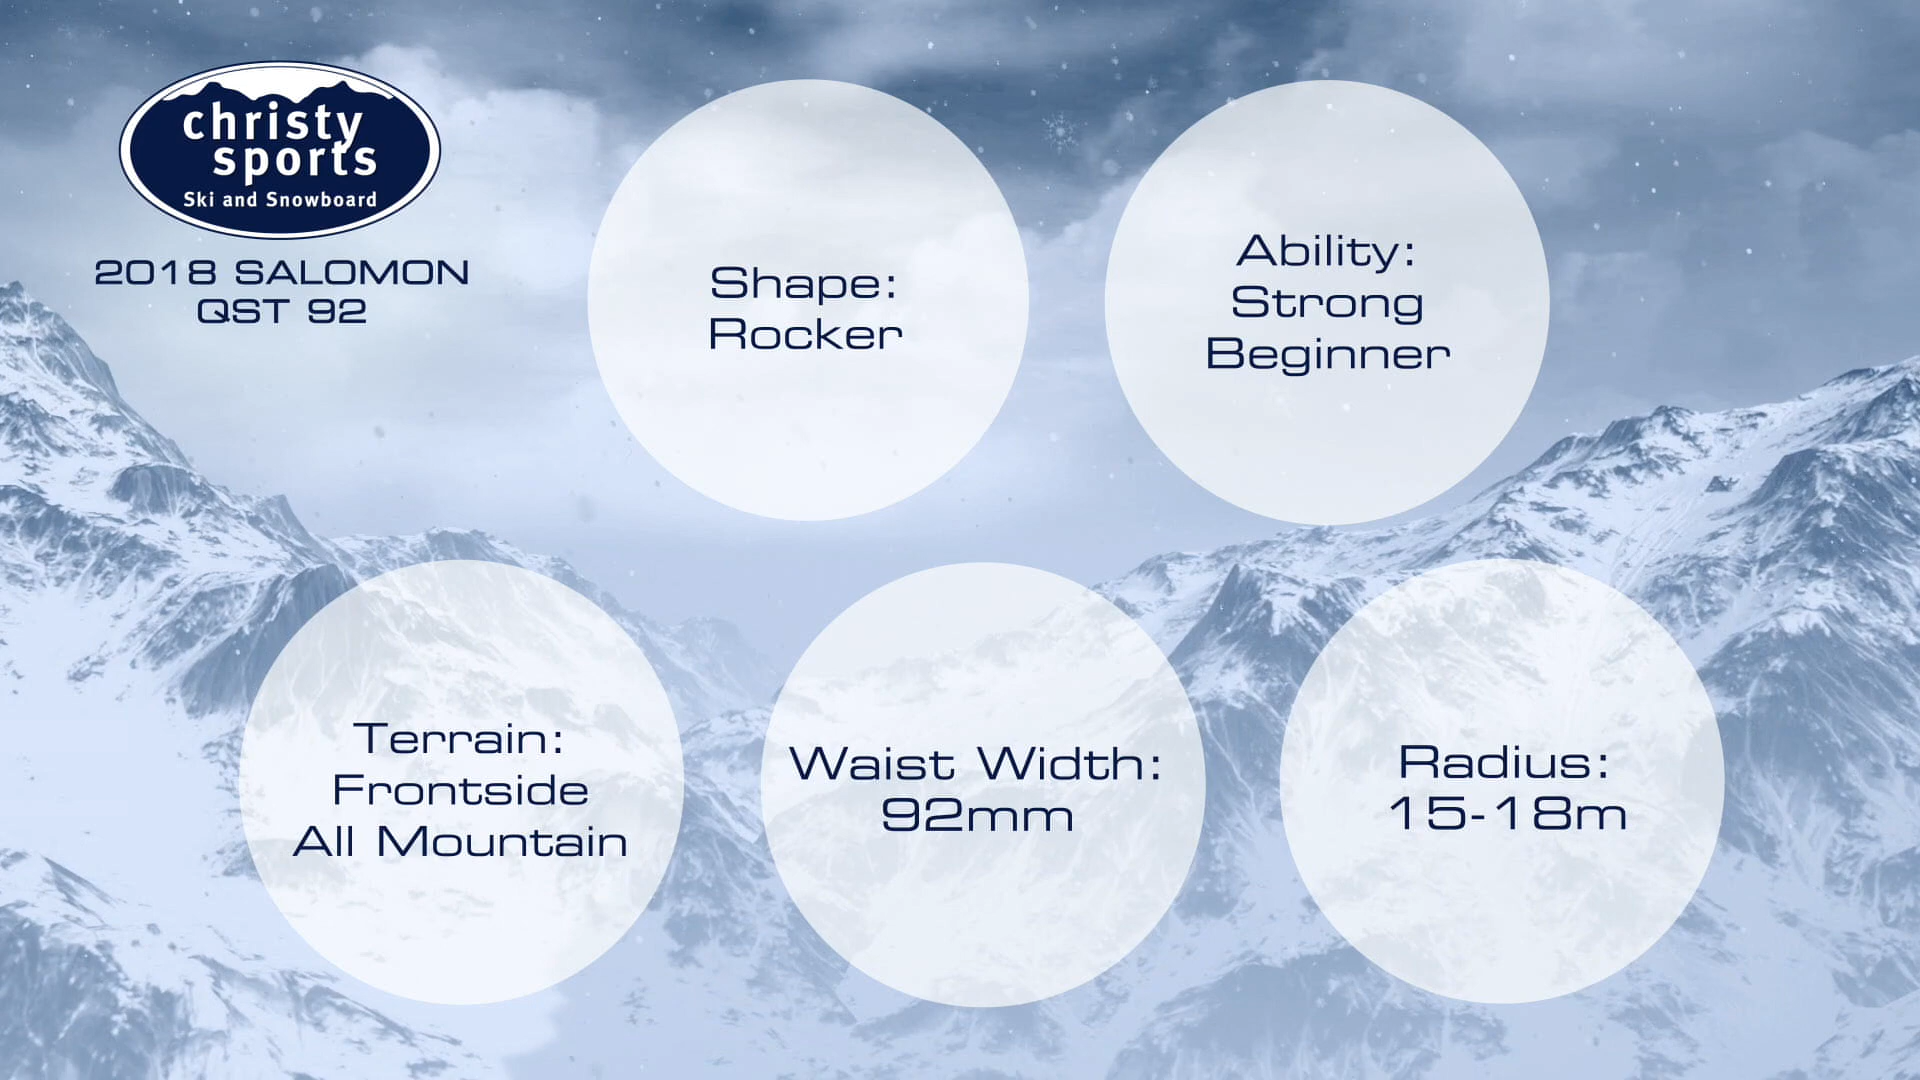 christy
sports
Ski and Snowboard
2018 SALOMON
QST 92
Shape:
Rocker
Ability:
Strong
Beginner
Terrain:
Frontside
All Mountain
Waist Width:
92mm
Radius:
15-18m